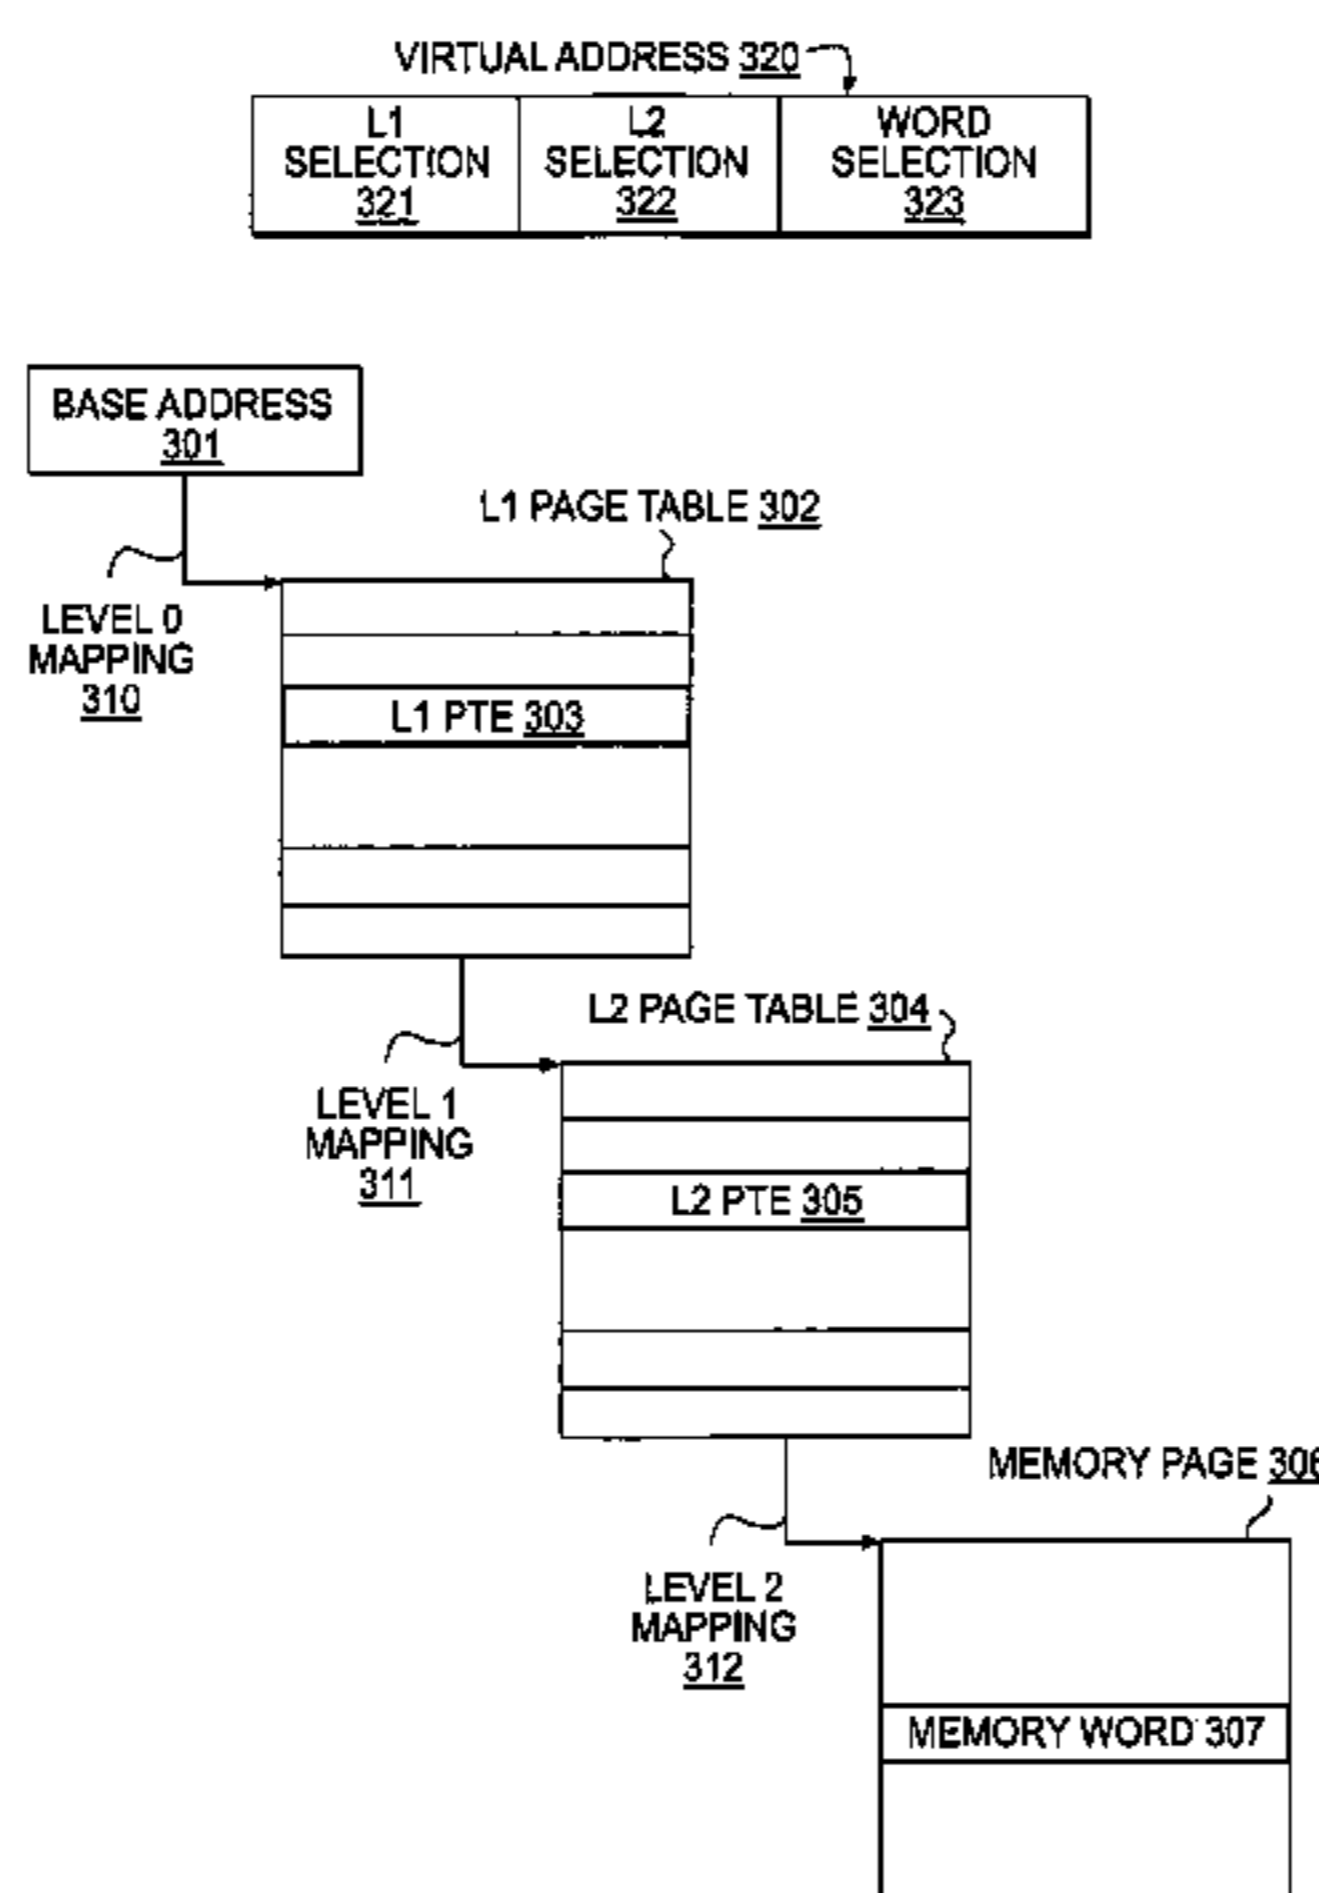 VIRTUAL ADDRESS 320
L1 SELECTION 321
L2 SELECTION 322
WORD SELECTION 323
BASE ADDRESS 301
L1 PAGE TABLE 302
LEVEL 0 MAPPING 310
L1 PTE 303
L2 PAGE TABLE 304
LEVEL 1 MAPPING 311
L2 PTE 305
MEMORY PAGE 306
LEVEL 2 MAPPING 312
MEMORY WORD 307